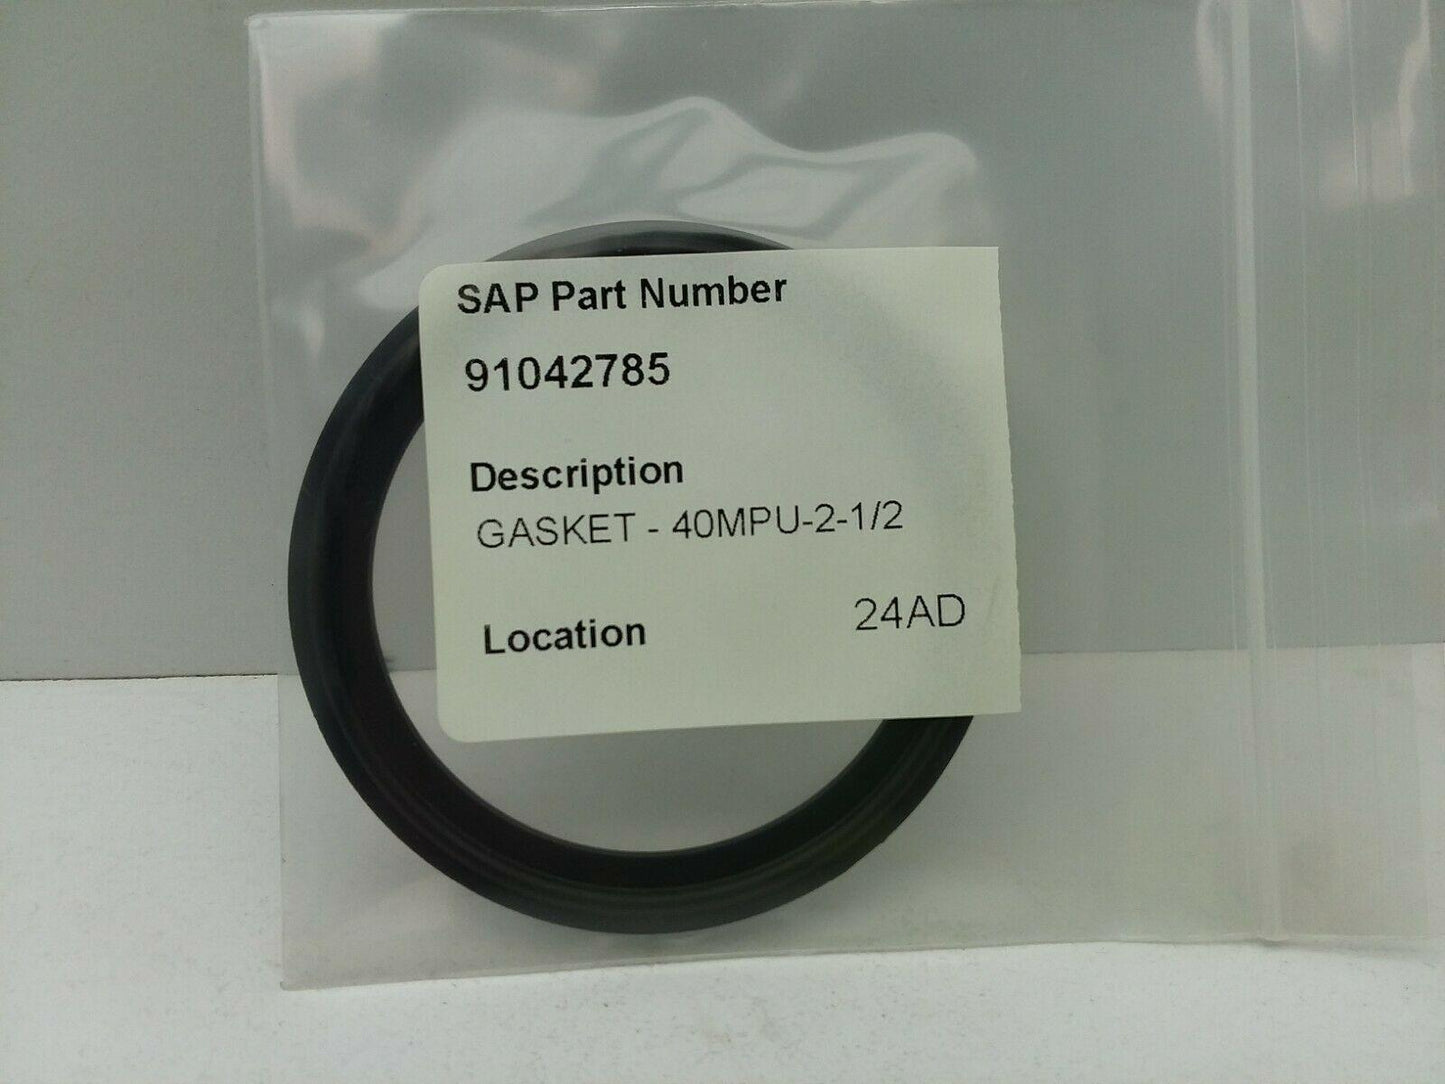 SAP Part Number
91042785
Description
GASKET - 40MPU-2-1/2
Location 24AD